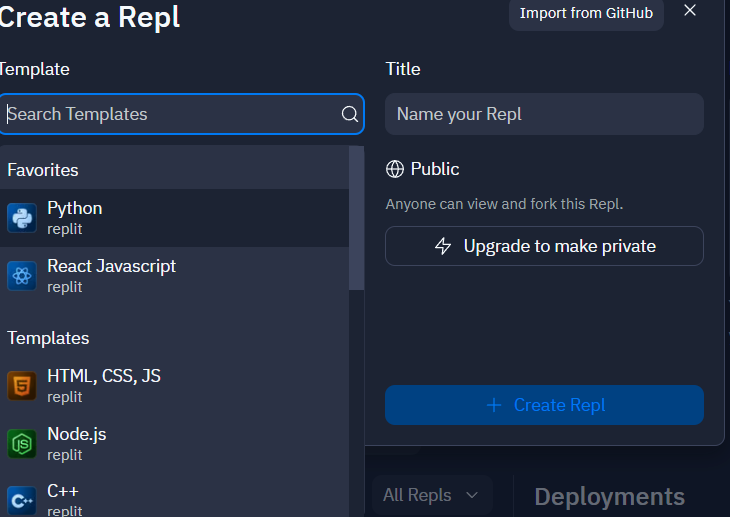 Create a Repl
Import from GitHub
Template
Search Templates
Favorites
Python
replit
React Javascript
replit
Templates
HTML, CSS, JS
replit
Node.js
replit
C++
replit
Title
Name your Repl
Public
Anyone can view and fork this Repl.
Upgrade to make private
Create Repl
All Repls
Deployments